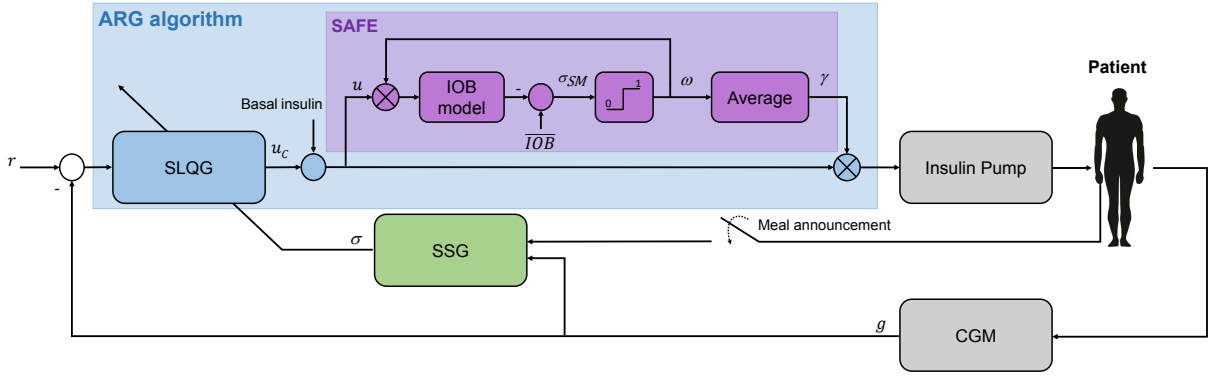 ARG algorithm
SAFE
Patient
u
σSM
1
0
ω
γ
IOB
model
-
Average
Basal insulin
IOB
r
-
SLQG
uC
Insulin Pump
Meal announcement
σ
SSG
g
CGM